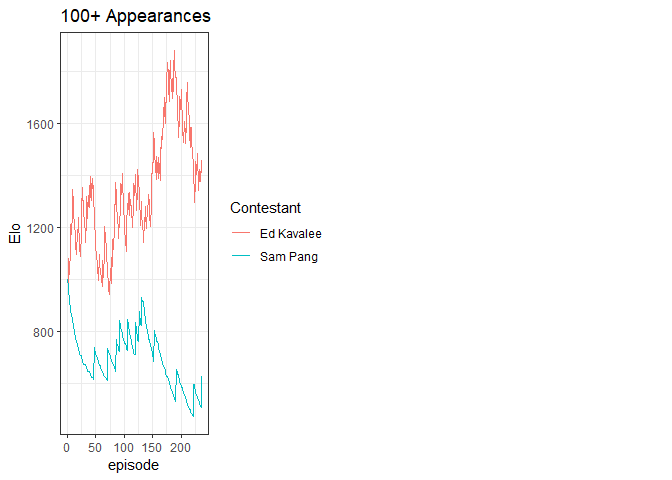 100+ Appearances
1600
1200
800
Elo
0 50 100 150 200
episode
Contestant
Ed Kavalee
Sam Pang